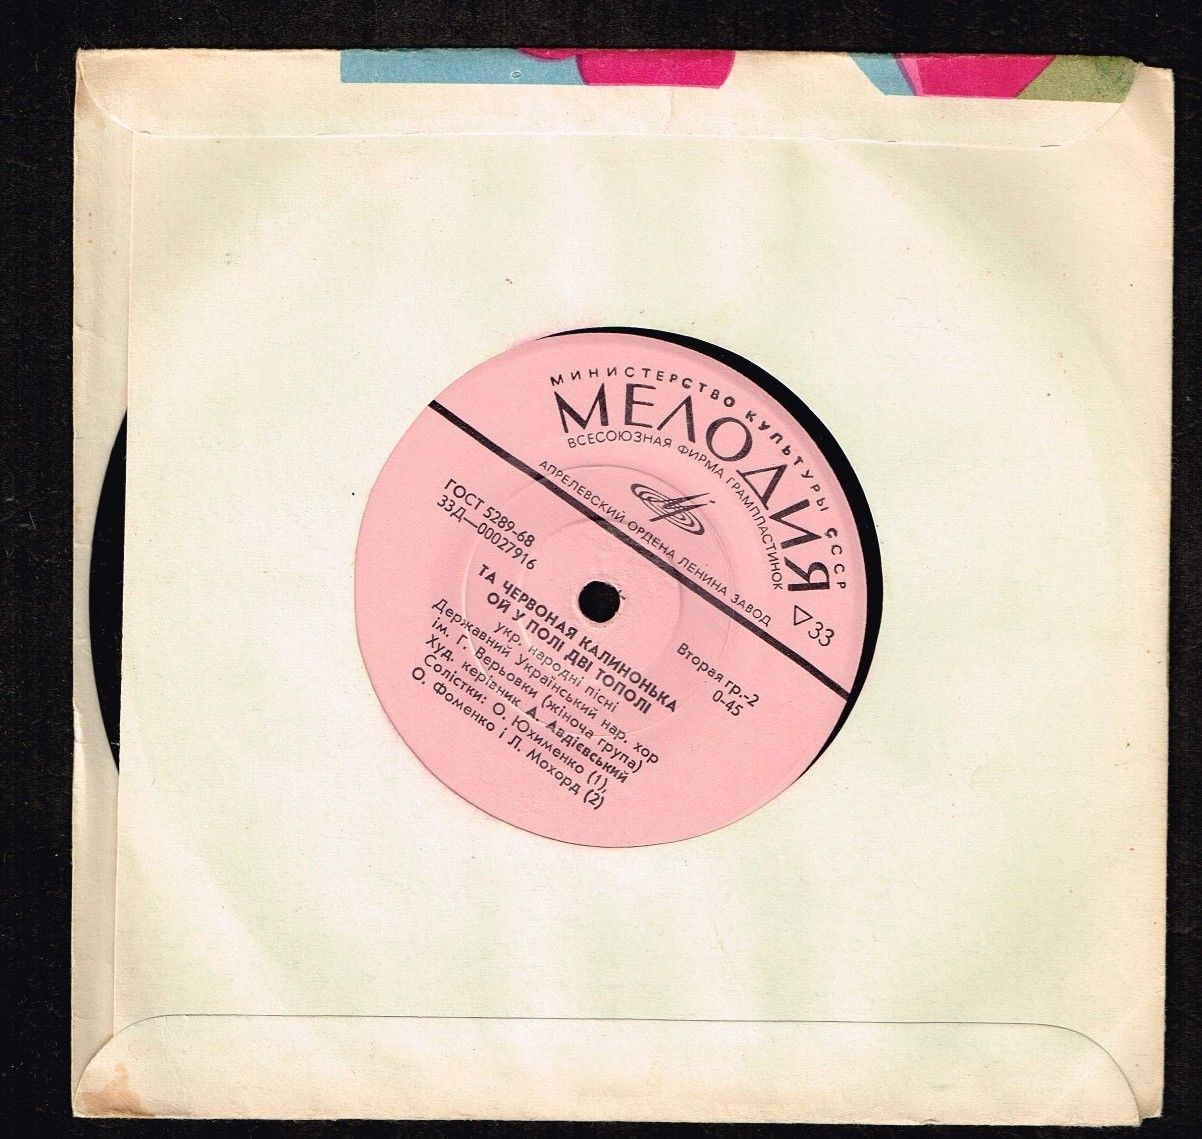 МИНИСТЕРСТВО КУЛЬТУРЫ СССР
МЕЛОДИЯ
ВСЕСОЮЗНАЯ ФИРМА ГРАМПЛАСТИНОК
АПРЕЛЕВСКИЙ ОРДЕНА ЛЕНИНА ЗАВОД
▽33
ГОСТ 5289-68
33Д—00027916
Вторая гр.-2
0-45
ТА ЧЕРВОНАЯ КАЛИНОНЬКА
ОЙ У ПОЛІ ДВІ ТОПОЛІ
укр. народні пісні
Державний Український нар. хор
ім. Г. Верьовки (жіноча група)
Худ. керівник А. Авдієвський
Солістки: О. Юхименко (1),
О. Фоменко і Л. Мохорд (2)